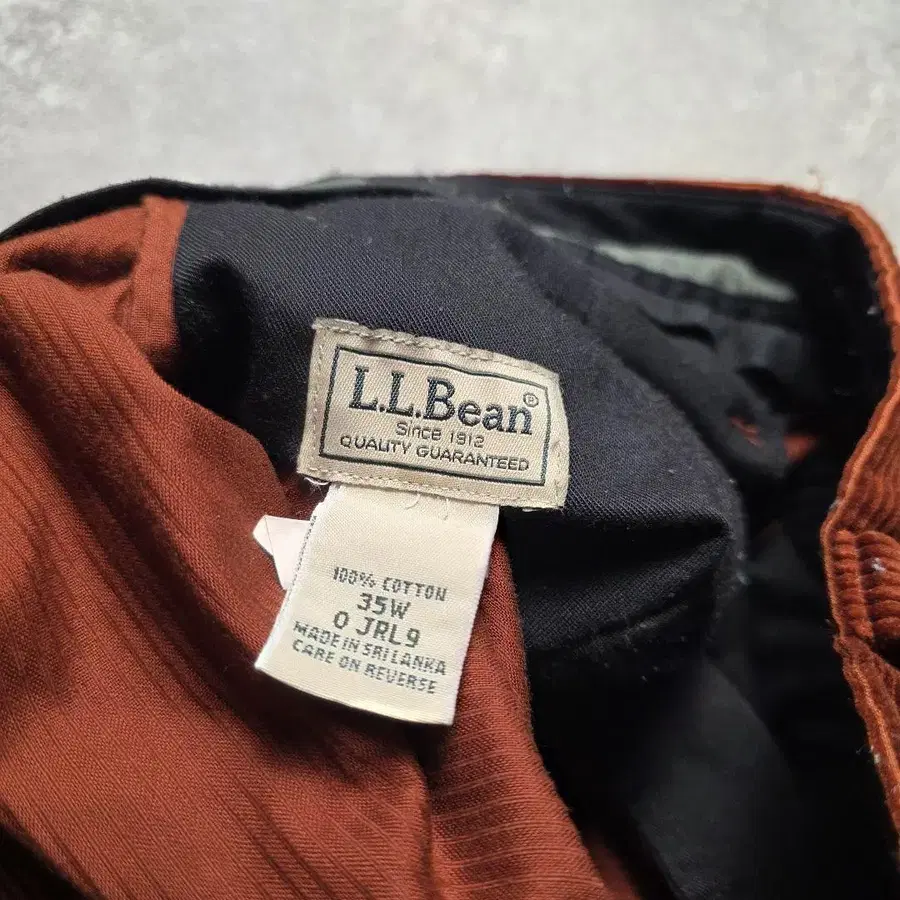 L.L.Bean®
Since 1912
QUALITY GUARANTEED
100% COTTON
35W
0 JRL9
MADE IN SRI LANKA
CARE ON REVERSE